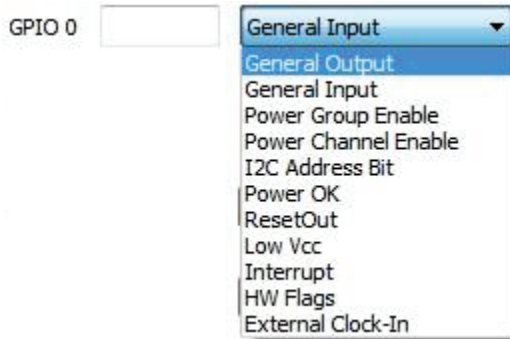 GPIO 0 General Input
General Output
General Input
Power Group Enable
Power Channel Enable
I2C Address Bit
Power OK
ResetOut
Low Vcc
Interrupt
HW Flags
External Clock-In